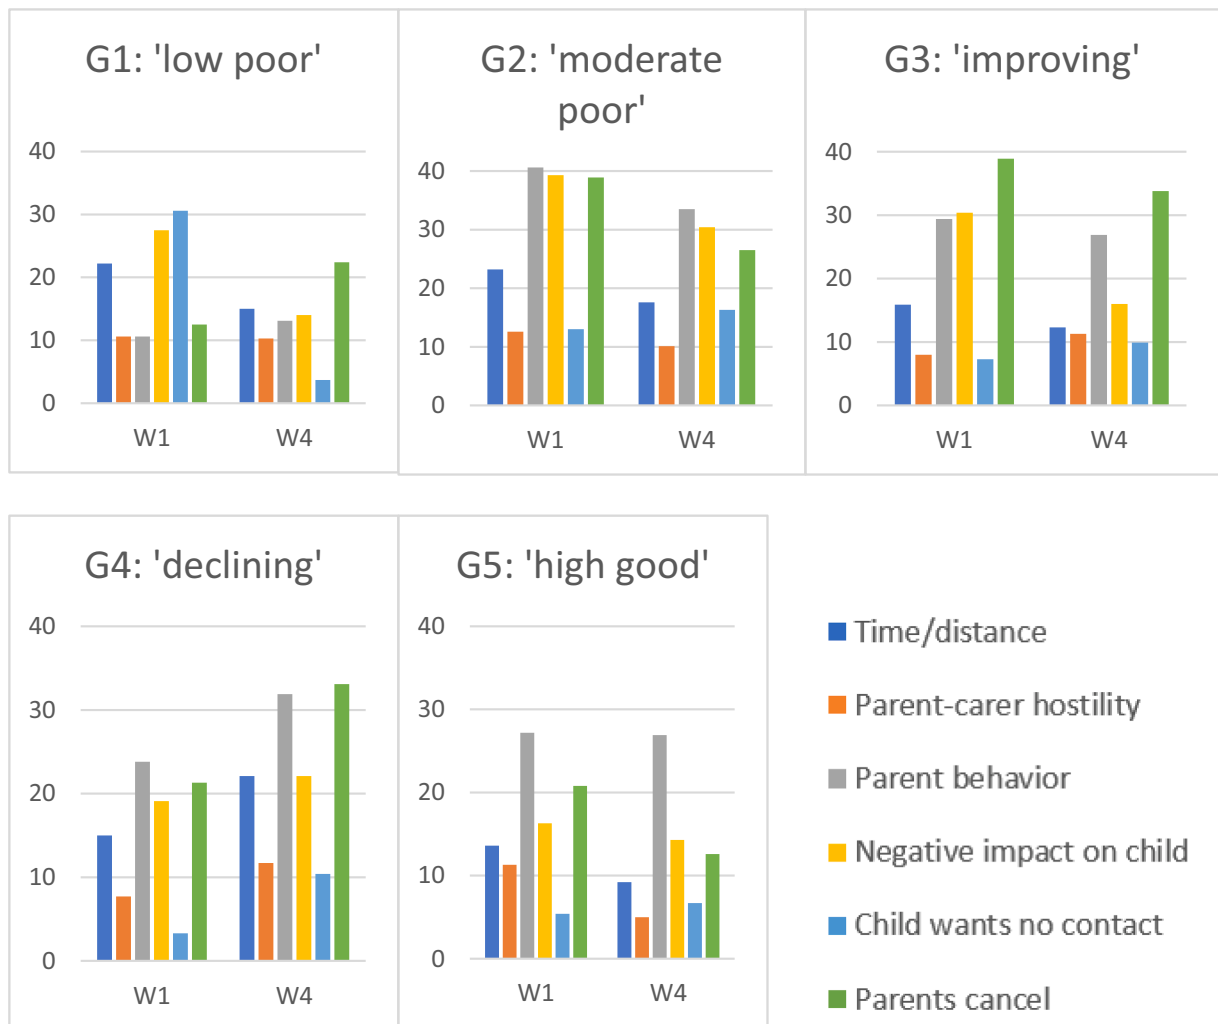 G1: 'low poor'
40
30
20
10
0
W1 W4
G2: 'moderate
poor'
40
30
20
10
0
W1 W4
G3: 'improving'
40
30
20
10
0
W1 W4
G4: 'declining'
40
30
20
10
0
W1 W4
G5: 'high good'
40
30
20
10
0
W1 W4
Time/distance
Parent-carer hostility
Parent behavior
Negative impact on child
Child wants no contact
Parents cancel